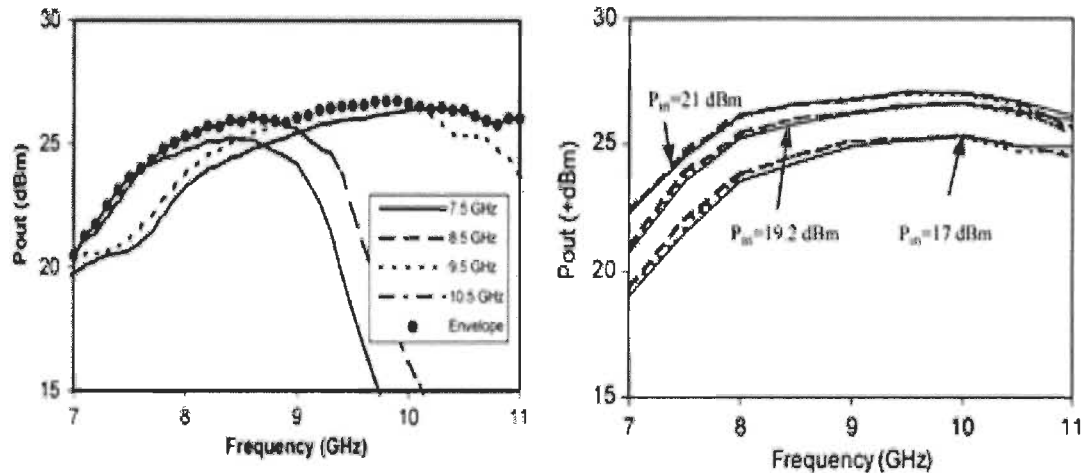 30
25
20
15
Pout (dBm)
7 8 9 10 11
Frequency (GHz)
7.5 GHz
8.5 GHz
9.5 GHz
10.5 GHz
Envelope
30
25
20
15
Pout (+dBm)
7 8 9 10 11
Frequency (GHz)
Pin=21 dBm
Pin=19.2 dBm
Pin=17 dBm